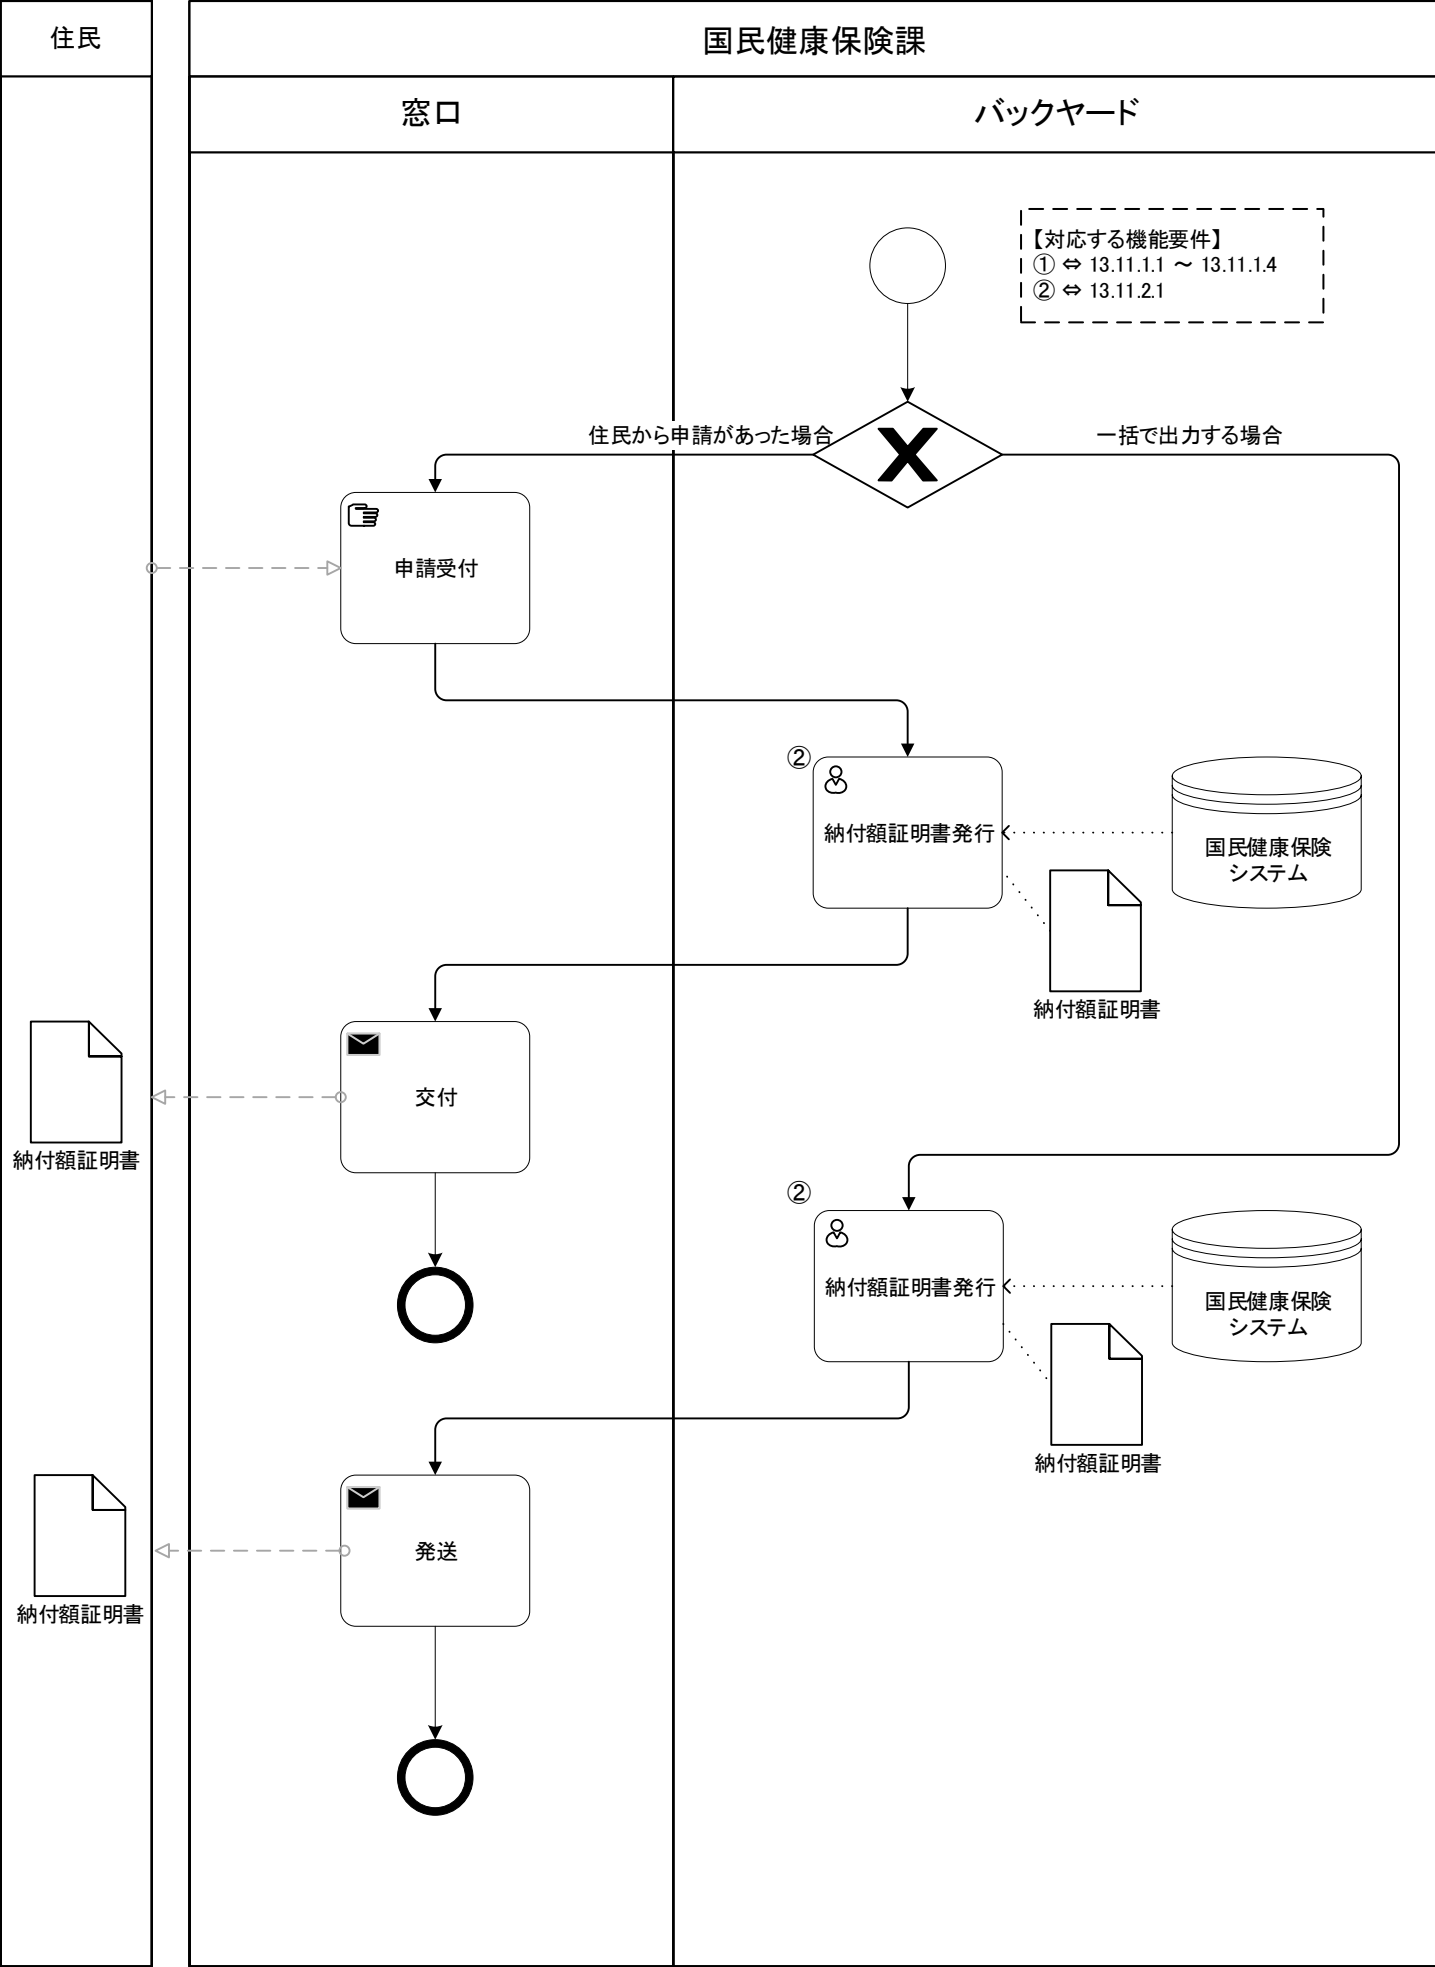 住民
国民健康保険課
窓口
バックヤード
【対応する機能要件】
① ⇔ 13.11.1.1 ～ 13.11.1.4
② ⇔ 13.11.2.1
住民から申請があった場合
一括で出力する場合
申請受付
②
納付額証明書発行
国民健康保険
システム
納付額証明書
交付
納付額証明書
②
納付額証明書発行
国民健康保険
システム
納付額証明書
発送
納付額証明書